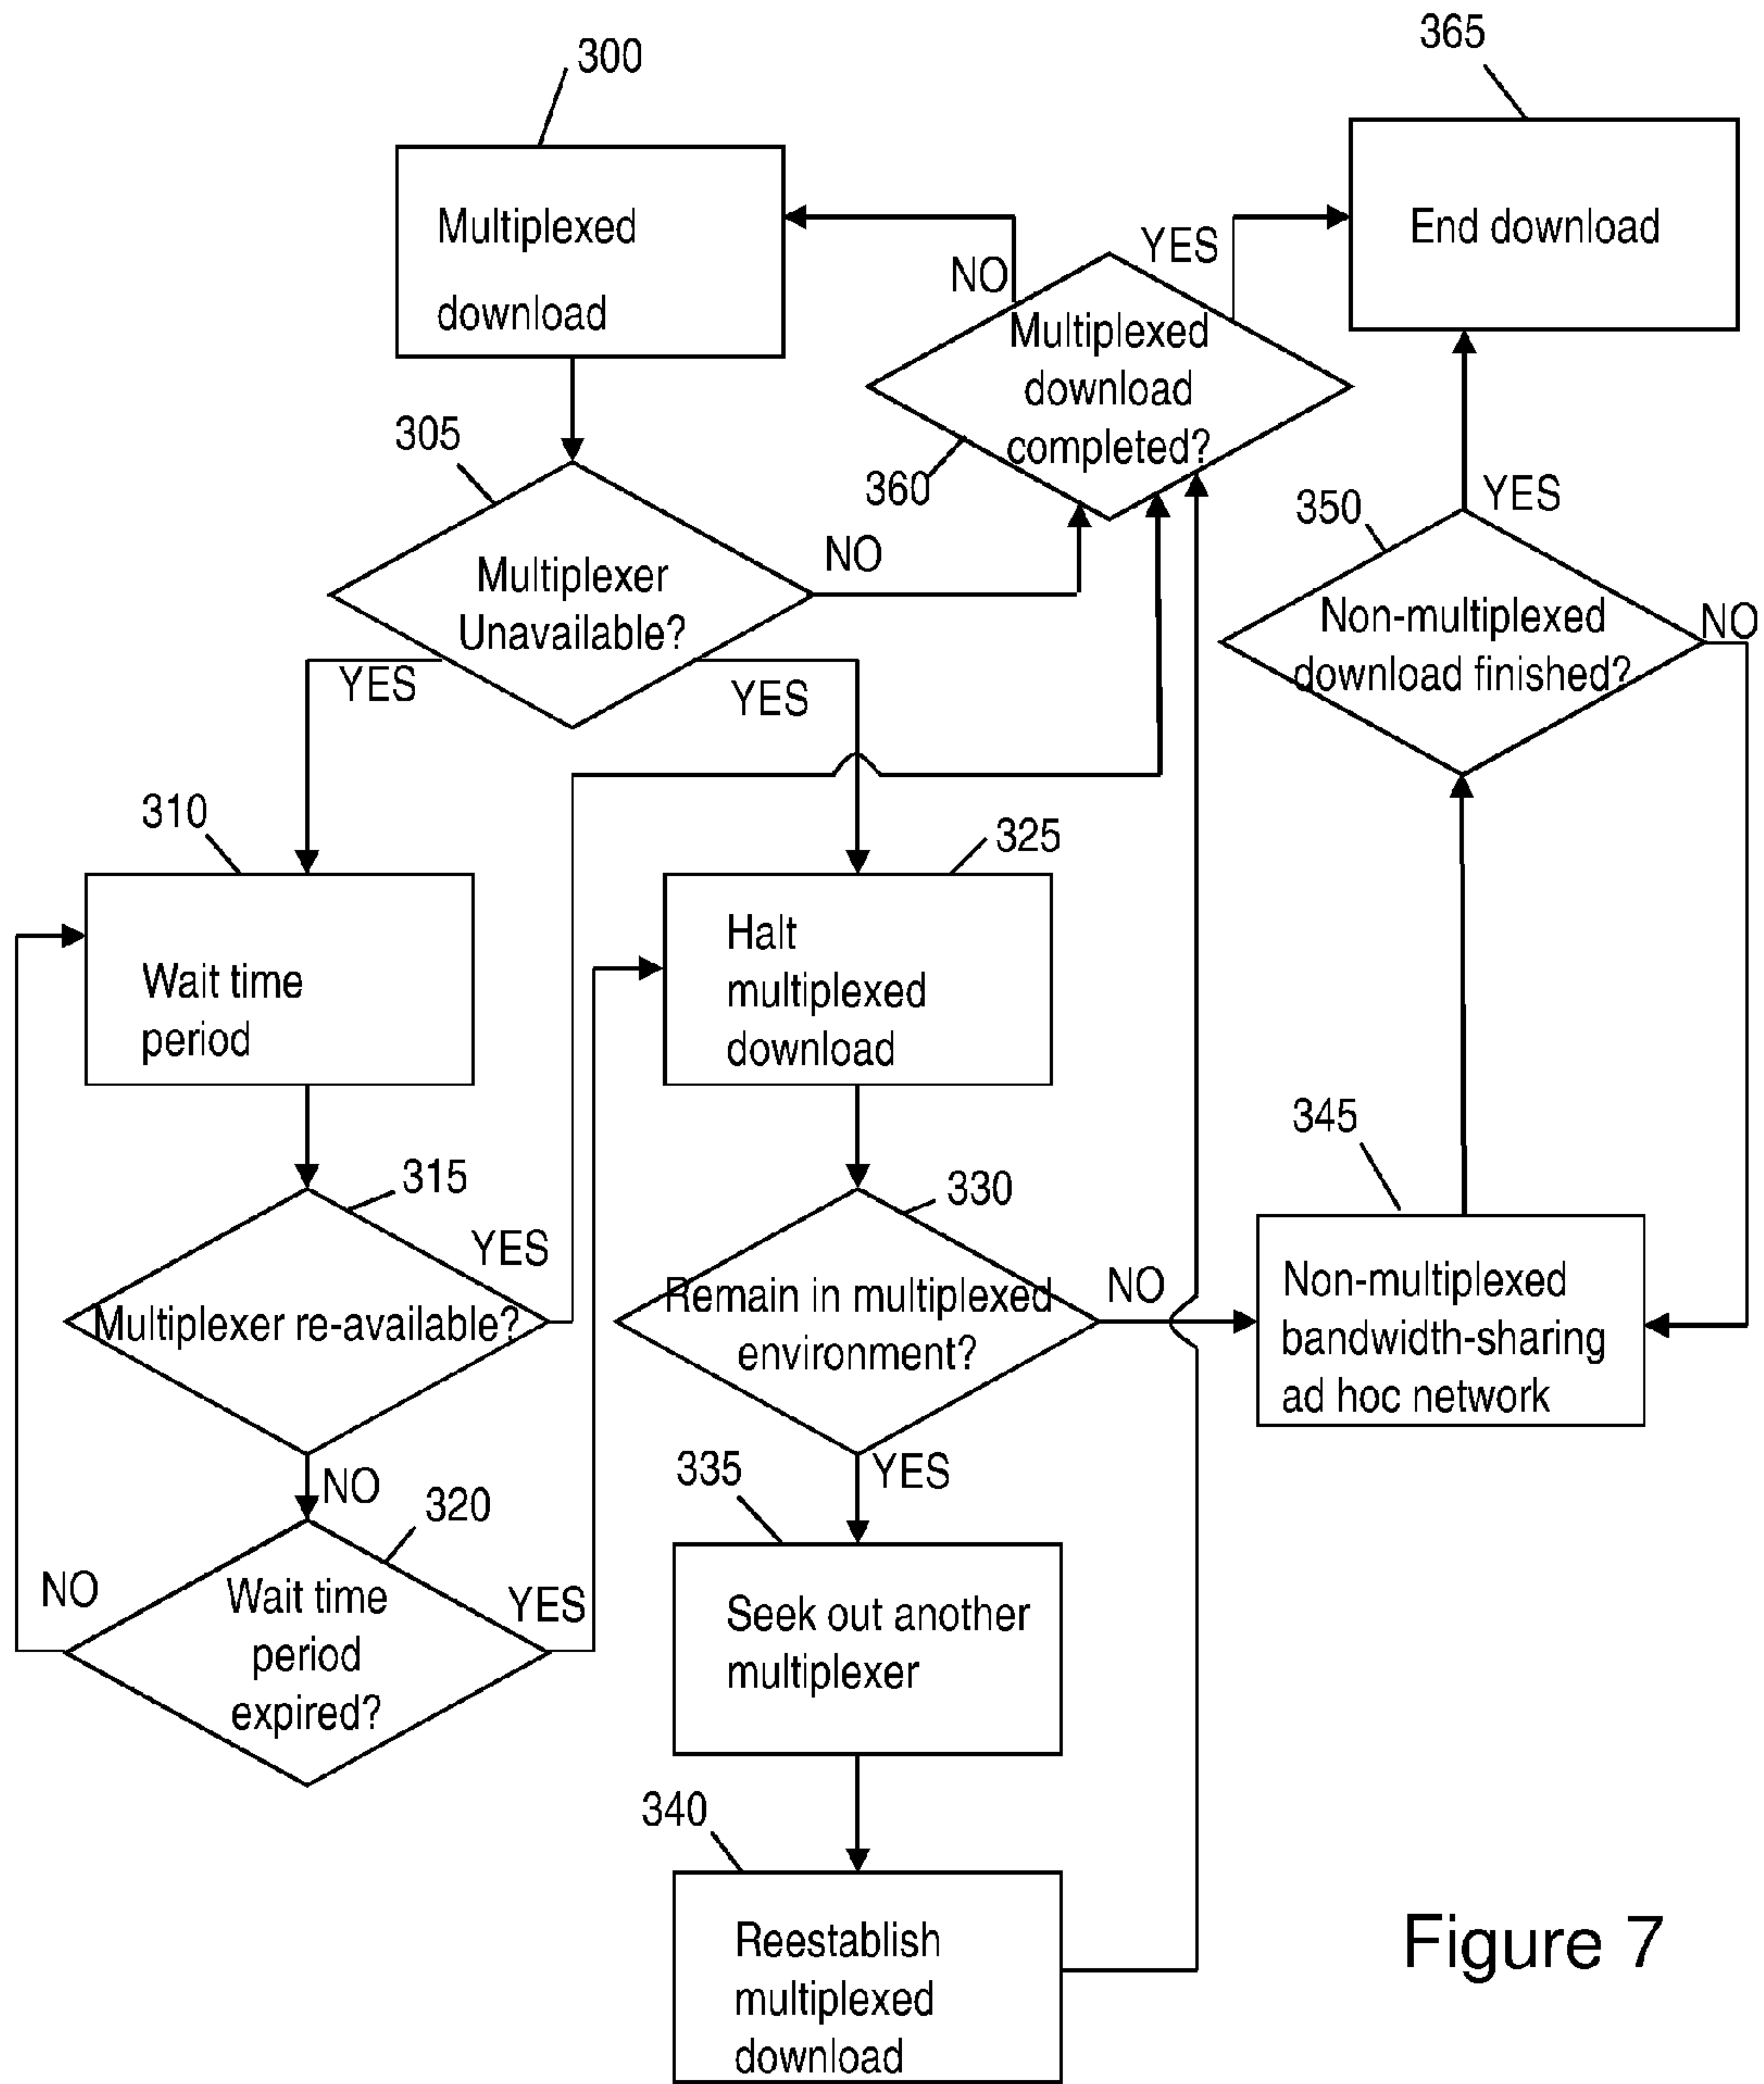 300
365
Multiplexed
download
End download
NO
YES
Multiplexed
download
completed?
360
305
Multiplexer
Unavailable?
NO
YES
YES
350
YES
Non-multiplexed
download finished?
NO
310
Wait time
period
325
Halt
multiplexed
download
315
Multiplexer re-available?
YES
NO
330
Remain in multiplexed
environment?
NO
YES
345
Non-multiplexed
bandwidth-sharing
ad hoc network
320
Wait time
period
expired?
NO
YES
335
Seek out another
multiplexer
340
Reestablish
multiplexed
download
Figure 7